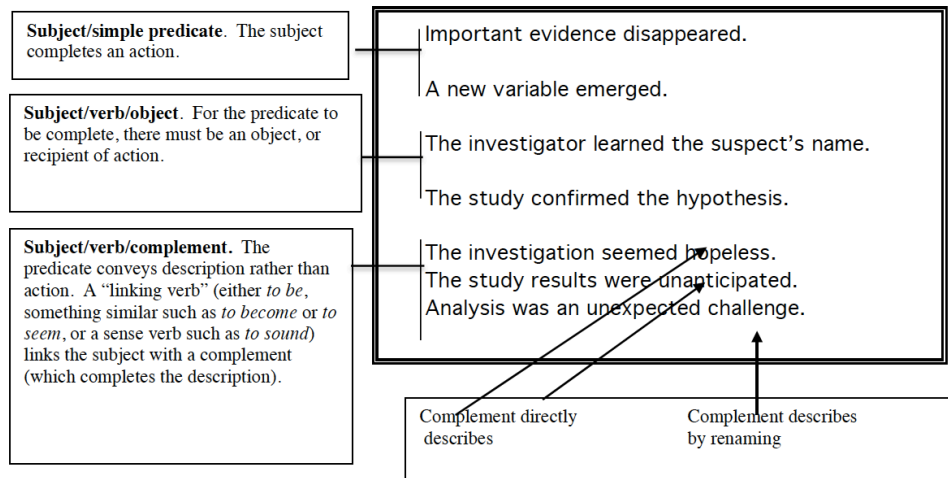 Subject/simple predicate.  The subject
completes an action.
Important evidence disappeared.
A new variable emerged.
Subject/verb/object.  For the predicate to
be complete, there must be an object, or
recipient of action.
The investigator learned the suspect’s name.
The study confirmed the hypothesis.
Subject/verb/complement.  The
predicate conveys description rather than
action.  A “linking verb” (either to be,
something similar such as to become or to
seem, or a sense verb such as to sound)
links the subject with a complement
(which completes the description).
The investigation seemed hopeless.
The study results were unanticipated.
Analysis was an unexpected challenge.
Complement directly
describes
Complement describes
by renaming